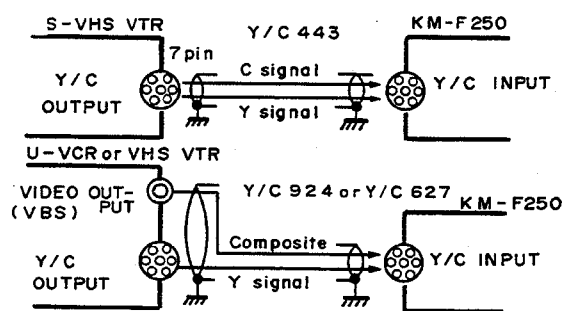 S-VHS VTR
Y/C 443
KM-F250
7pin
C signal
Y/C
OUTPUT
Y/C INPUT
Y signal
U-VCR or VHS VTR
VIDEO OUT-
PUT
(VBS)
Y/C 924 or Y/C 627
KM-F250
Composite
Y/C
OUTPUT
Y/C INPUT
Y signal